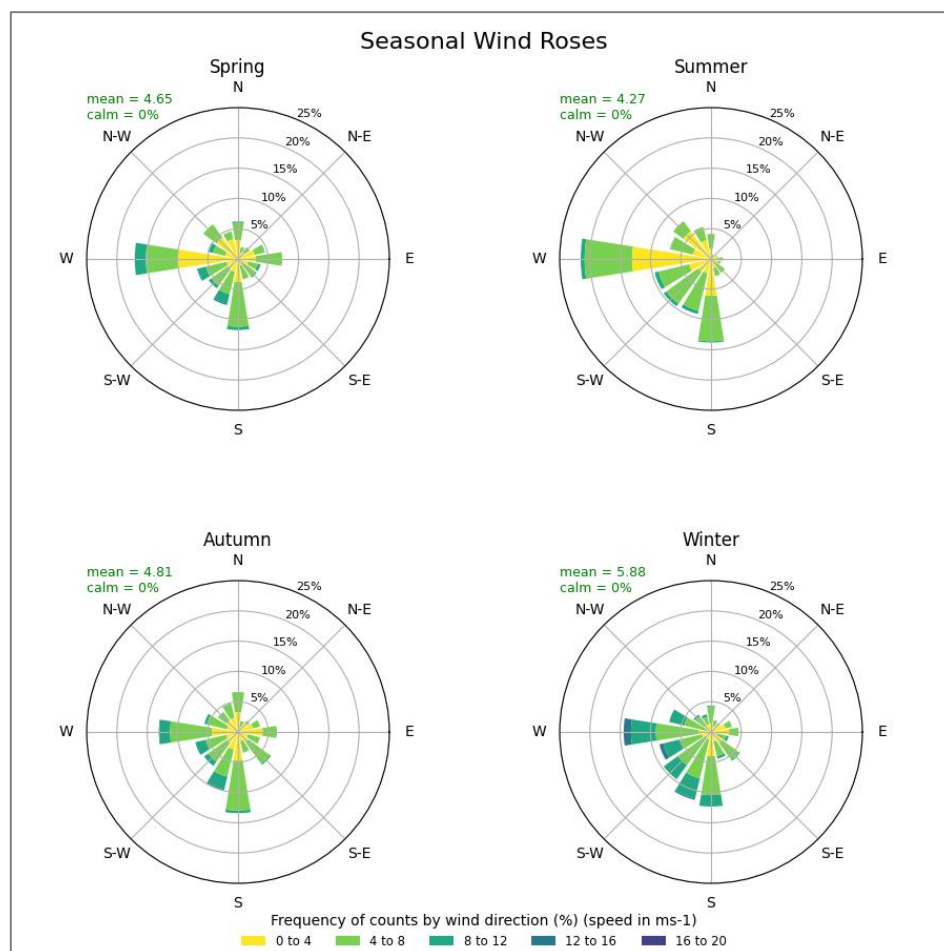 Seasonal Wind Roses
Spring
N
mean = 4.65
calm = 0%
25%
N-W
N-E
20%
15%
10%
5%
W
E
S-W
S-E
S
Summer
N
mean = 4.27
calm = 0%
25%
N-W
N-E
20%
15%
10%
5%
W
E
S-W
S-E
S
Autumn
N
mean = 4.81
calm = 0%
25%
N-W
N-E
20%
15%
10%
5%
W
E
S-W
S-E
S
Winter
N
mean = 5.88
calm = 0%
25%
N-W
N-E
20%
15%
10%
5%
W
E
S-W
S-E
S
Frequency of counts by wind direction (%) (speed in ms-1)
0 to 4 4 to 8 8 to 12 12 to 16 16 to 20